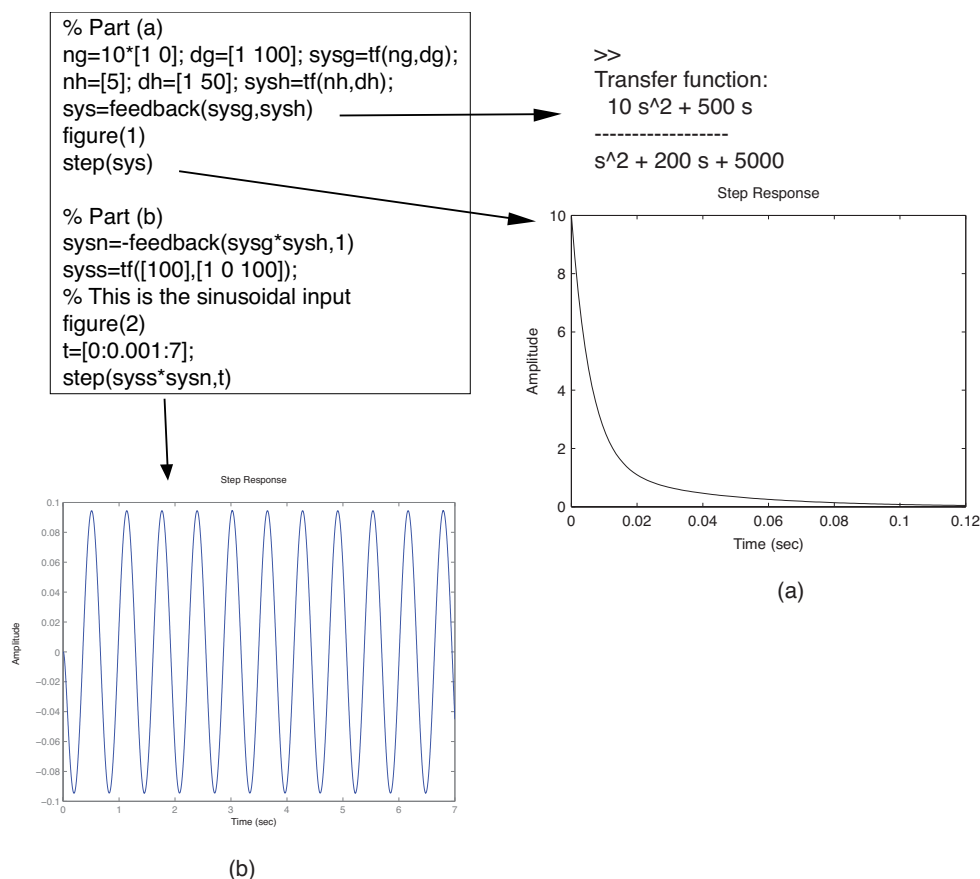 % Part (a)
ng=10*[1 0]; dg=[1 100]; sysg=tf(ng,dg);
nh=[5]; dh=[1 50]; sysh=tf(nh,dh);
sys=feedback(sysg,sysh)
figure(1)
step(sys)
% Part (b)
sysn=-feedback(sysg*sysh,1)
syss=tf([100],[1 0 100]);
% This is the sinusoidal input
figure(2)
t=[0:0.001:7];
step(syss*sysn,t)
>>
Transfer function:
10 s^2 + 500 s
------------------
s^2 + 200 s + 5000
Step Response
10
8
6
4
2
0
Amplitude
0 0.02 0.04 0.06 0.08 0.1 0.12
Time (sec)
(a)
Step Response
0.1
0.08
0.06
0.04
0.02
0
−0.02
−0.04
−0.06
−0.08
−0.1
Amplitude
0 1 2 3 4 5 6 7
Time (sec)
(b)